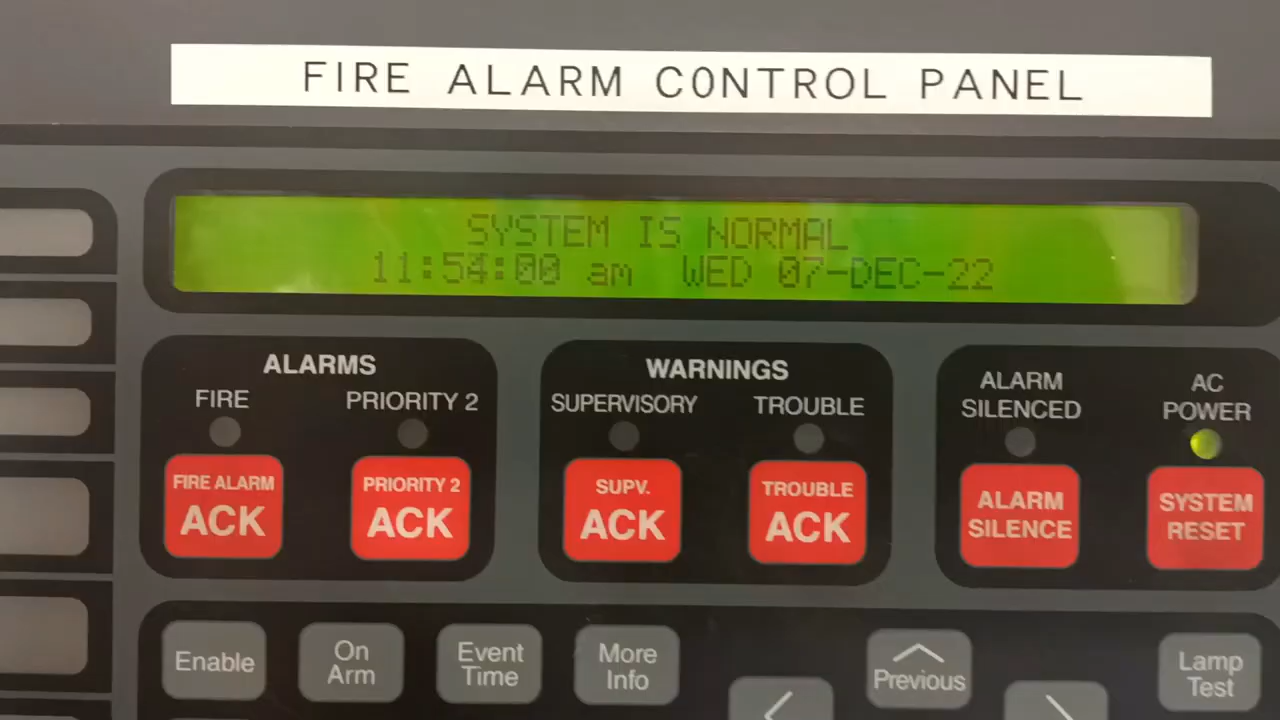 FIRE ALARM CONTROL PANEL
SYSTEM IS NORMAL
11:54:00 am WED 07-DEC-22
ALARMS
FIRE
PRIORITY 2
FIRE ALARM
ACK
PRIORITY 2
ACK
WARNINGS
SUPERVISORY
TROUBLE
SUPV.
ACK
TROUBLE
ACK
ALARM
SILENCED
AC
POWER
ALARM
SILENCE
SYSTEM
RESET
Enable
On
Arm
Event
Time
More
Info
Previous
Lamp
Test